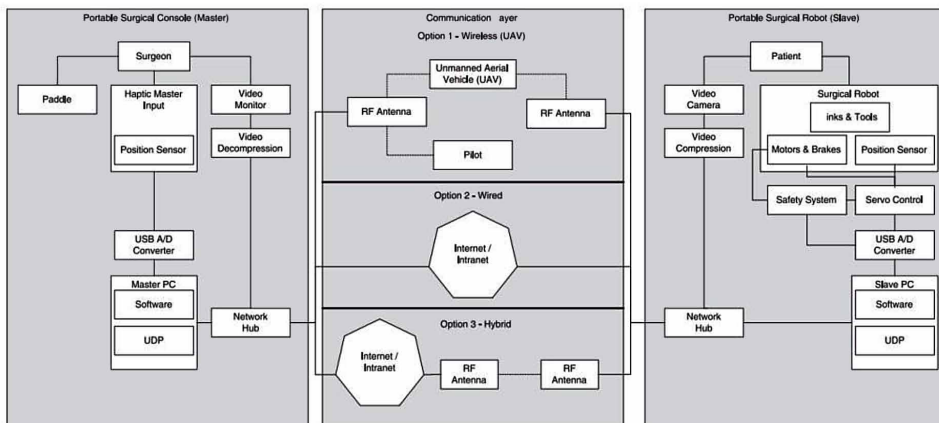 Portable Surgical Console (Master)
Surgeon
Paddle
Haptic Master
Input
Position Sensor
Video
Monitor
Video
Decompression
USB A/D
Converter
Master PC
Software
UDP
Network
Hub
Communication ayer
Option 1 - Wireless (UAV)
Unmanned Aerial
Vehicle (UAV)
RF Antenna
RF Antenna
Pilot
Option 2 - Wired
Internet /
Intranet
Option 3 - Hybrid
Internet /
Intranet
RF
Antenna
RF
Antenna
Portable Surgical Robot (Slave)
Patient
Video
Camera
Video
Compression
Surgical Robot
inks & Tools
Motors & Brakes
Position Sensor
Safety System
Servo Control
USB A/D
Converter
Slave PC
Software
UDP
Network
Hub